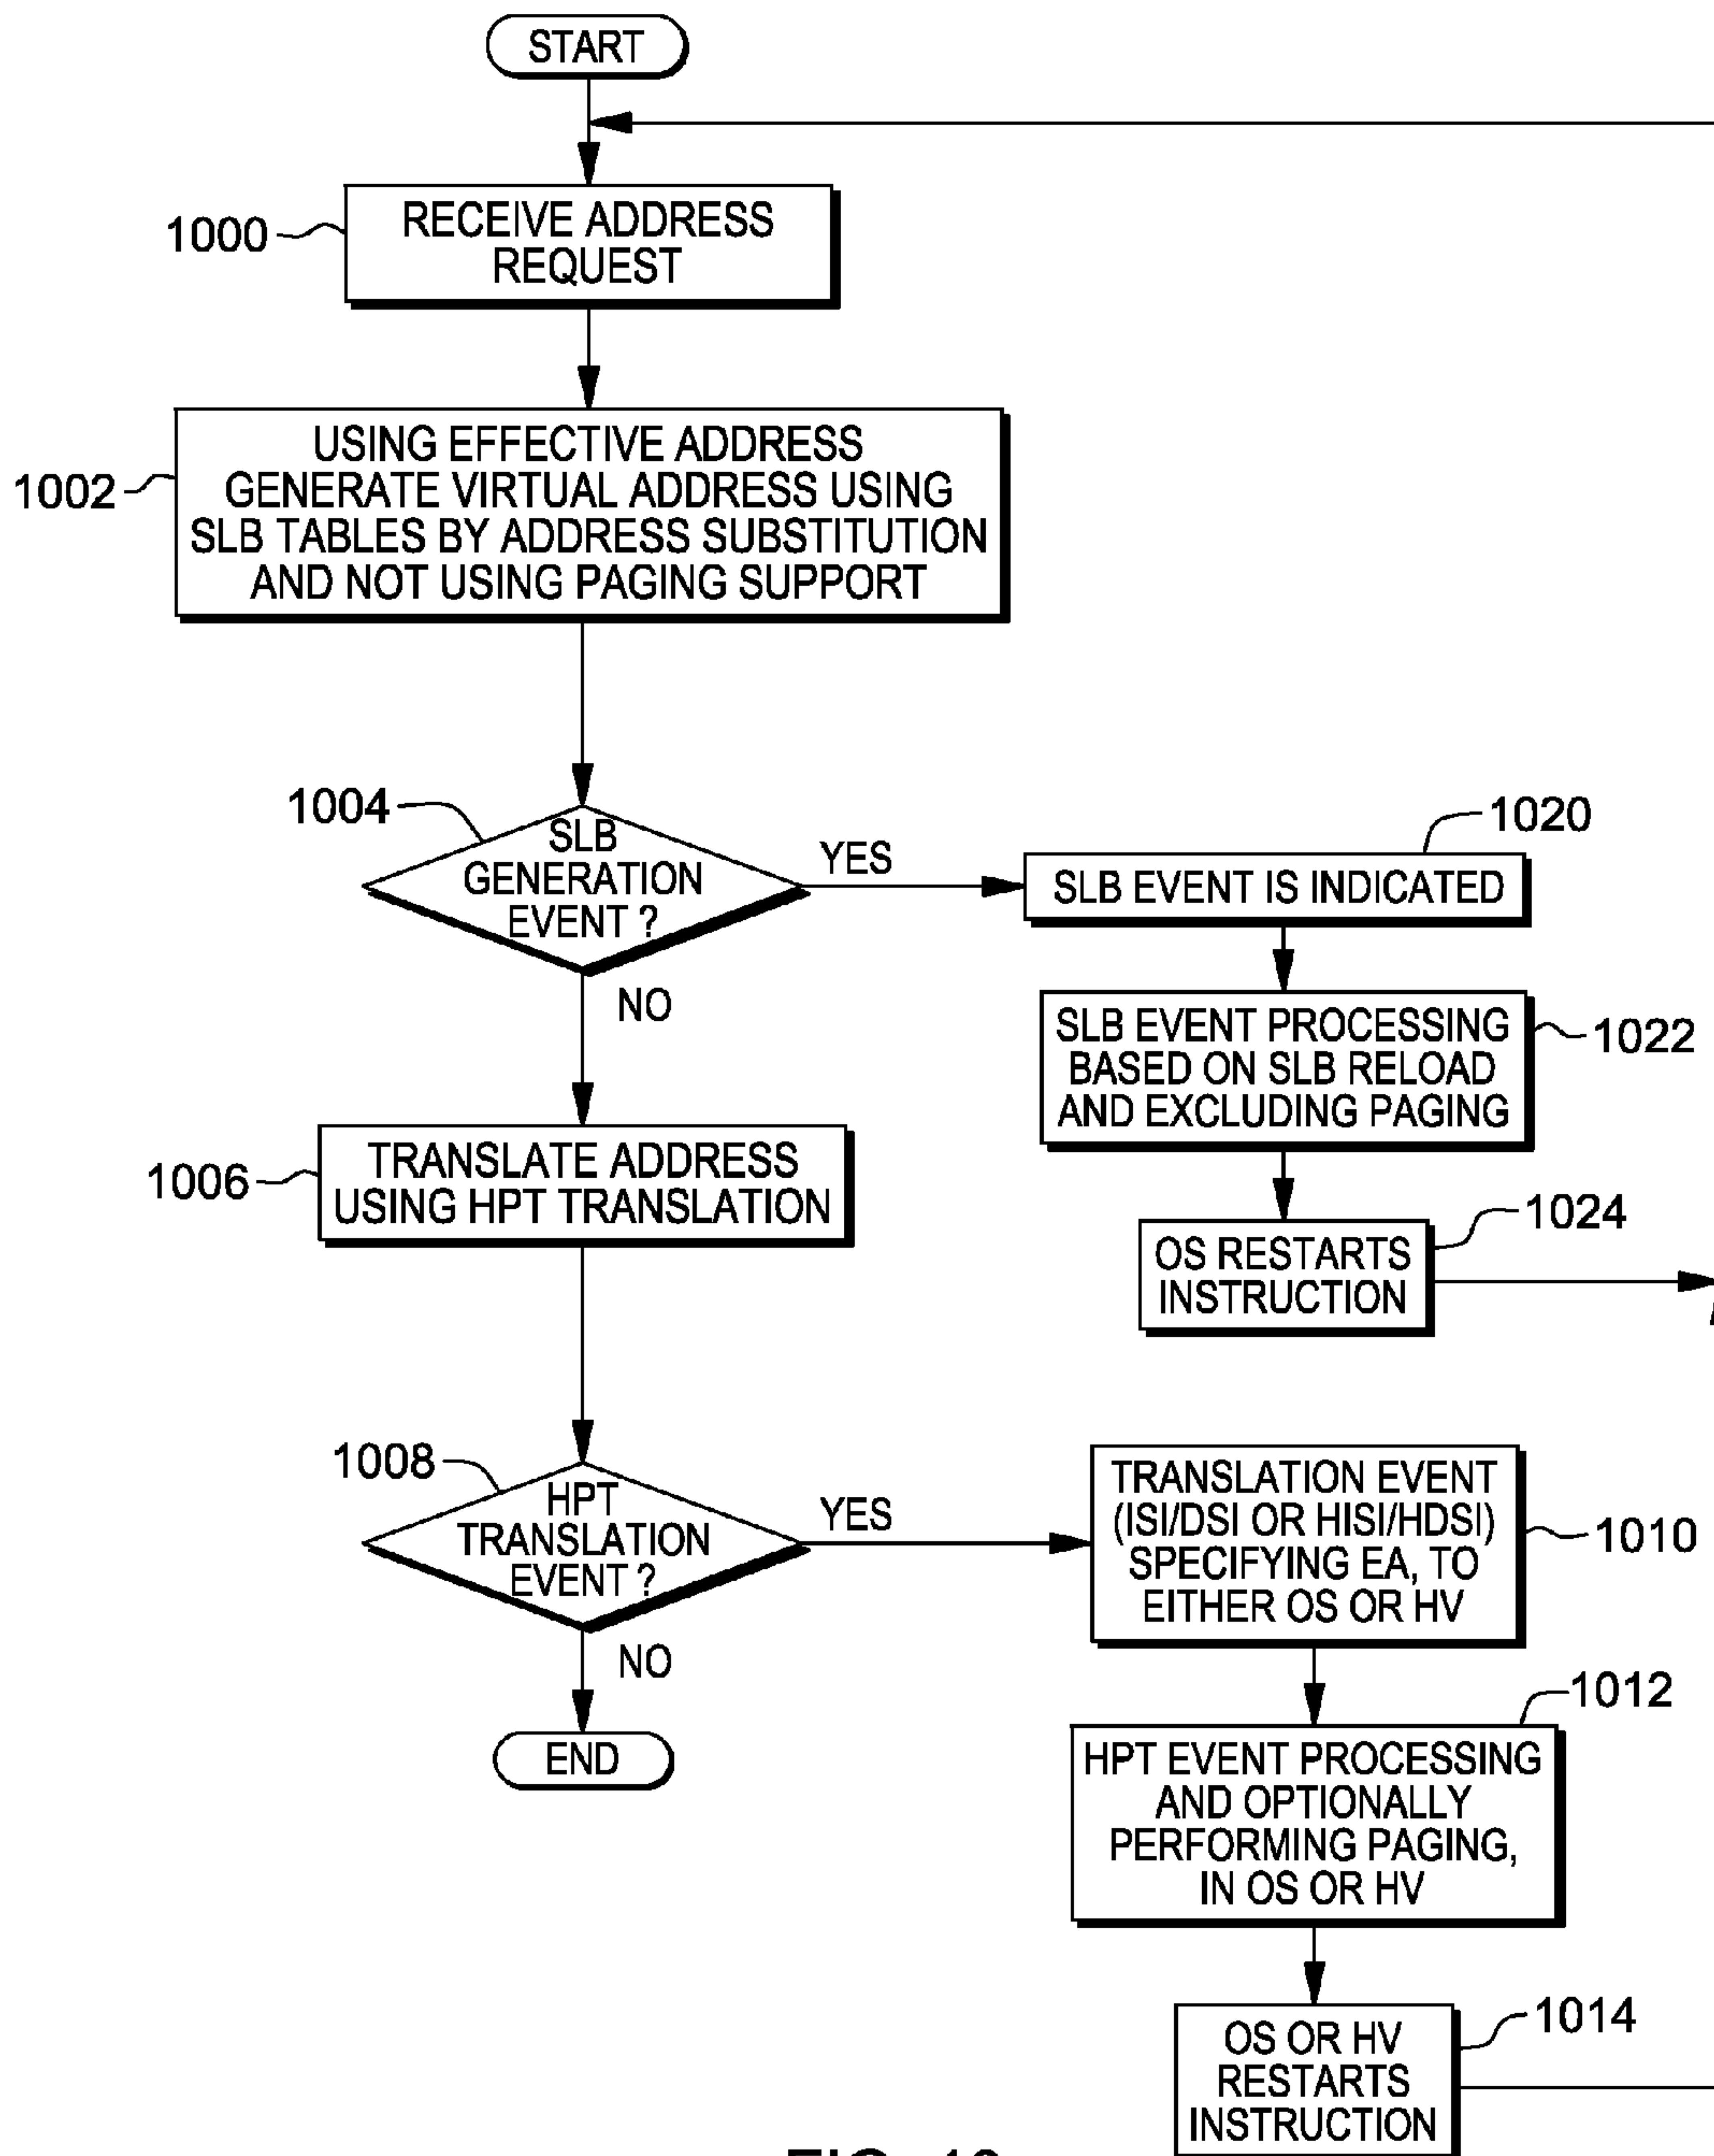 START
1000
RECEIVE ADDRESS
REQUEST
1002
USING EFFECTIVE ADDRESS
GENERATE VIRTUAL ADDRESS USING
SLB TABLES BY ADDRESS SUBSTITUTION
AND NOT USING PAGING SUPPORT
1004
SLB
GENERATION
EVENT ?
YES
NO
1020
SLB EVENT IS INDICATED
SLB EVENT PROCESSING
BASED ON SLB RELOAD
AND EXCLUDING PAGING
1022
1024
OS RESTARTS
INSTRUCTION
1006
TRANSLATE ADDRESS
USING HPT TRANSLATION
1008
HPT
TRANSLATION
EVENT ?
YES
NO
END
TRANSLATION EVENT
(ISI/DSI OR HISI/HDSI)
SPECIFYING EA, TO
EITHER OS OR HV
1010
1012
HPT EVENT PROCESSING
AND OPTIONALLY
PERFORMING PAGING,
IN OS OR HV
1014
OS OR HV
RESTARTS
INSTRUCTION